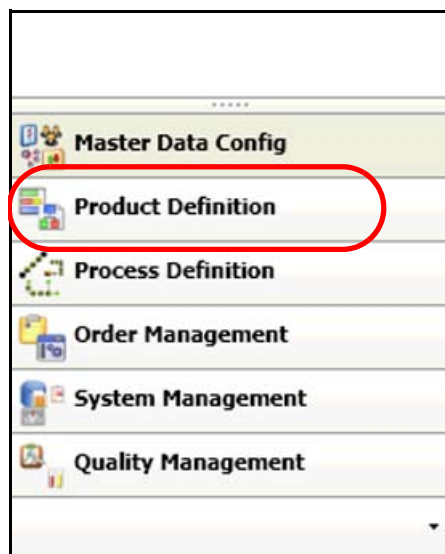 Master Data Config
Product Definition
Process Definition
Order Management
System Management
Quality Management